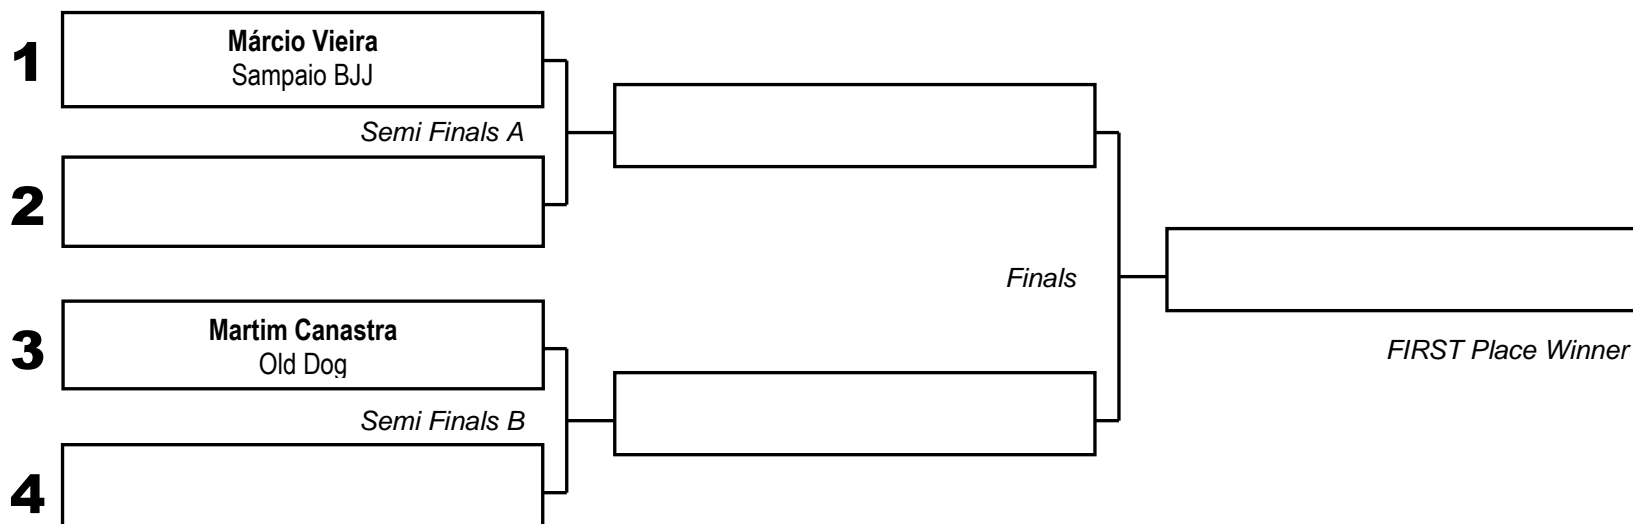 1
Márcio Vieira
Sampaio BJJ
Semi Finals A
2
Finals
3
Martim Canastra
Old Dog
FIRST Place Winner
Semi Finals B
4